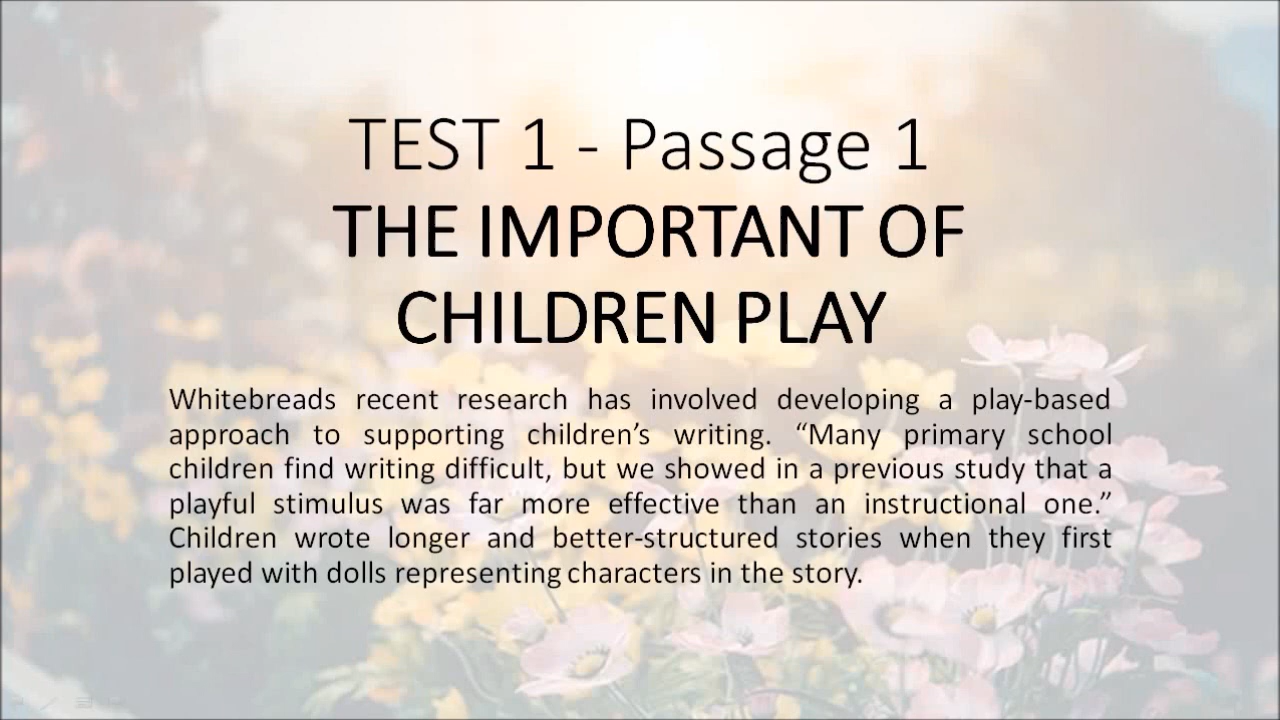 TEST 1 - Passage 1
THE IMPORTANT OF
CHILDREN PLAY
Whitebreads recent research has involved developing a play-based
approach to supporting children’s writing. “Many primary school
children find writing difficult, but we showed in a previous study that a
playful stimulus was far more effective than an instructional one.”
Children wrote longer and better-structured stories when they first
played with dolls representing characters in the story.